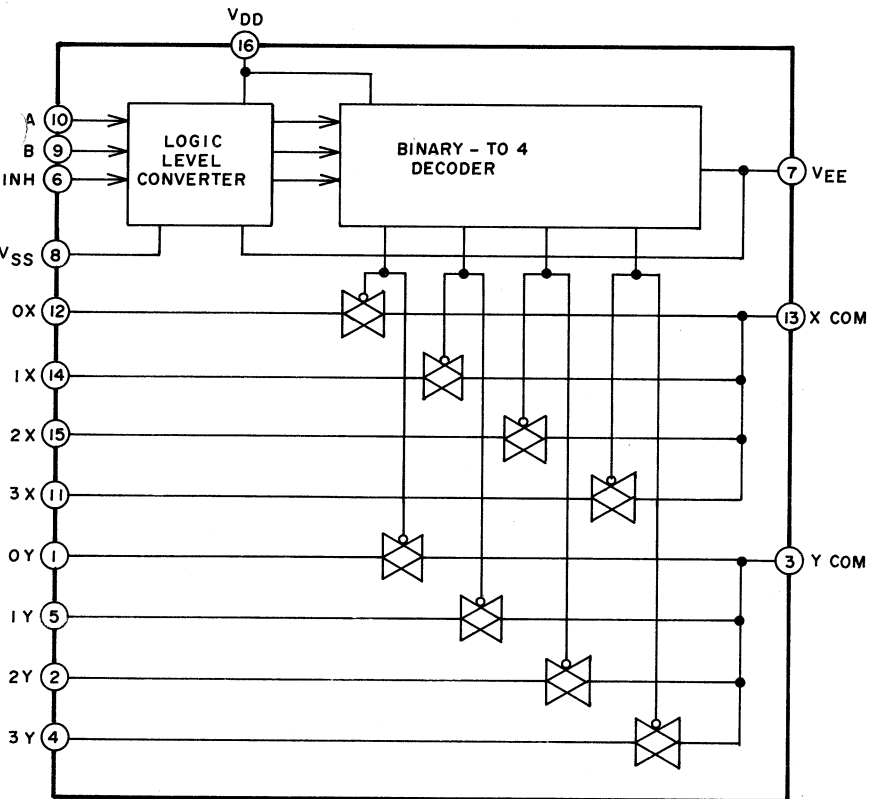 VDD
16
A 10
B 9
INH 6
LOGIC
LEVEL
CONVERTER
BINARY - TO 4
DECODER
7 VEE
VSS 8
0X 12
13 X COM
1X 14
2X 15
3X 11
0Y 1
3 Y COM
1Y 5
2Y 2
3Y 4